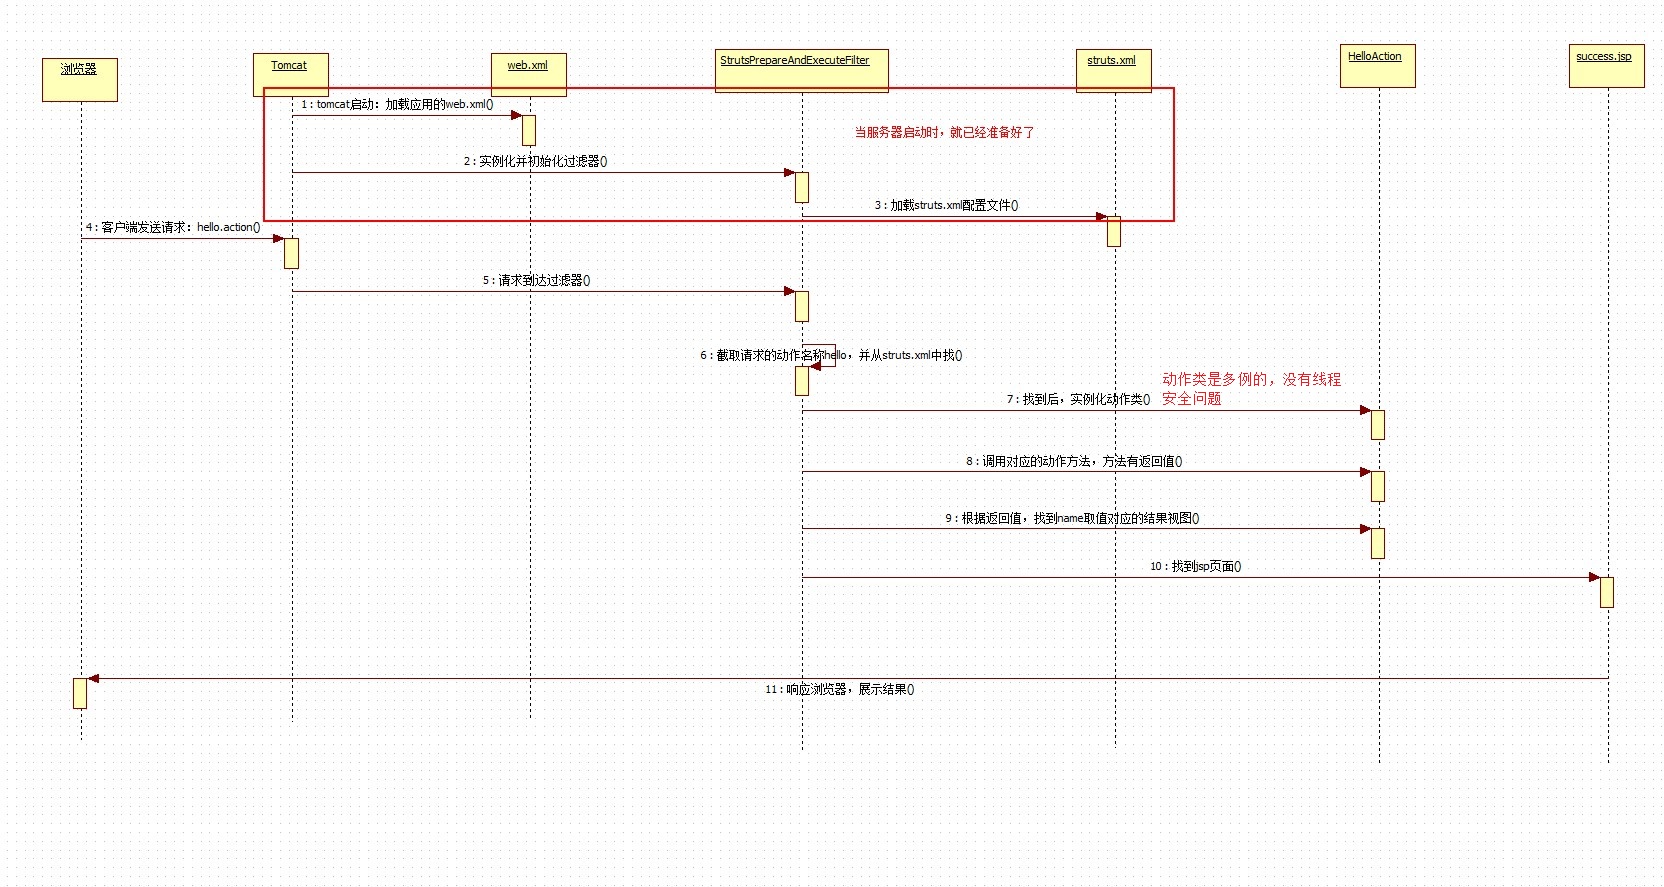 浏览器
Tomcat
web.xml
StrutsPrepareAndExecuteFilter
struts.xml
HelloAction
success.jsp
1 : tomcat启动：加载应用的web.xml()
当服务器启动时，就已经准备好了
2 : 实例化并初始化过滤器()
3 : 加载struts.xml配置文件()
4 : 客户端发送请求：hello.action()
5 : 请求到达过滤器()
6 : 截取请求的动作名称hello，并从struts.xml中找()
动作类是多例的，没有线程
安全问题
7 : 找到后，实例化动作类()
8 : 调用对应的动作方法，方法有返回值()
9 : 根据返回值，找到name取值对应的结果视图()
10 : 找到jsp页面()
11 : 响应浏览器，展示结果()